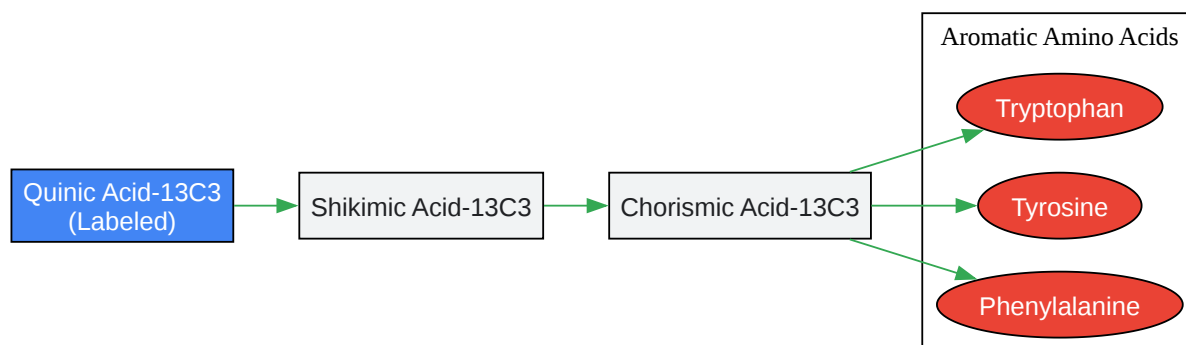 Aromatic Amino Acids
Tryptophan
Quinic Acid-13C3
(Labeled)
Shikimic Acid-13C3
Chorismic Acid-13C3
Tyrosine
Phenylalanine